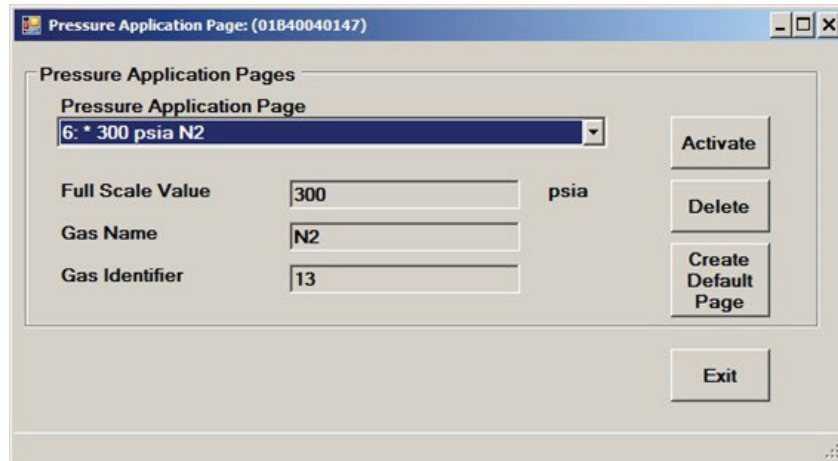 Pressure Application Page: (01B40040147)
Pressure Application Pages
Pressure Application Page
6: * 300 psia N2
Activate
Full Scale Value 300 psia
Delete
Gas Name N2
Gas Identifier 13
Create
Default
Page
Exit